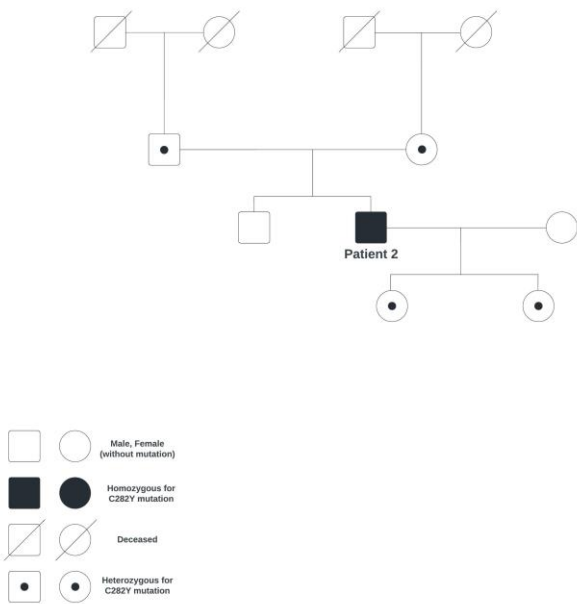 Patient 2
Male, Female
(without mutation)
Homozygous for
C282Y mutation
Deceased
Heterozygous for
C282Y mutation